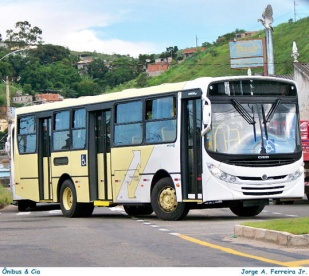 Ônibus & Cia
Jorge A. Ferreira Jr.